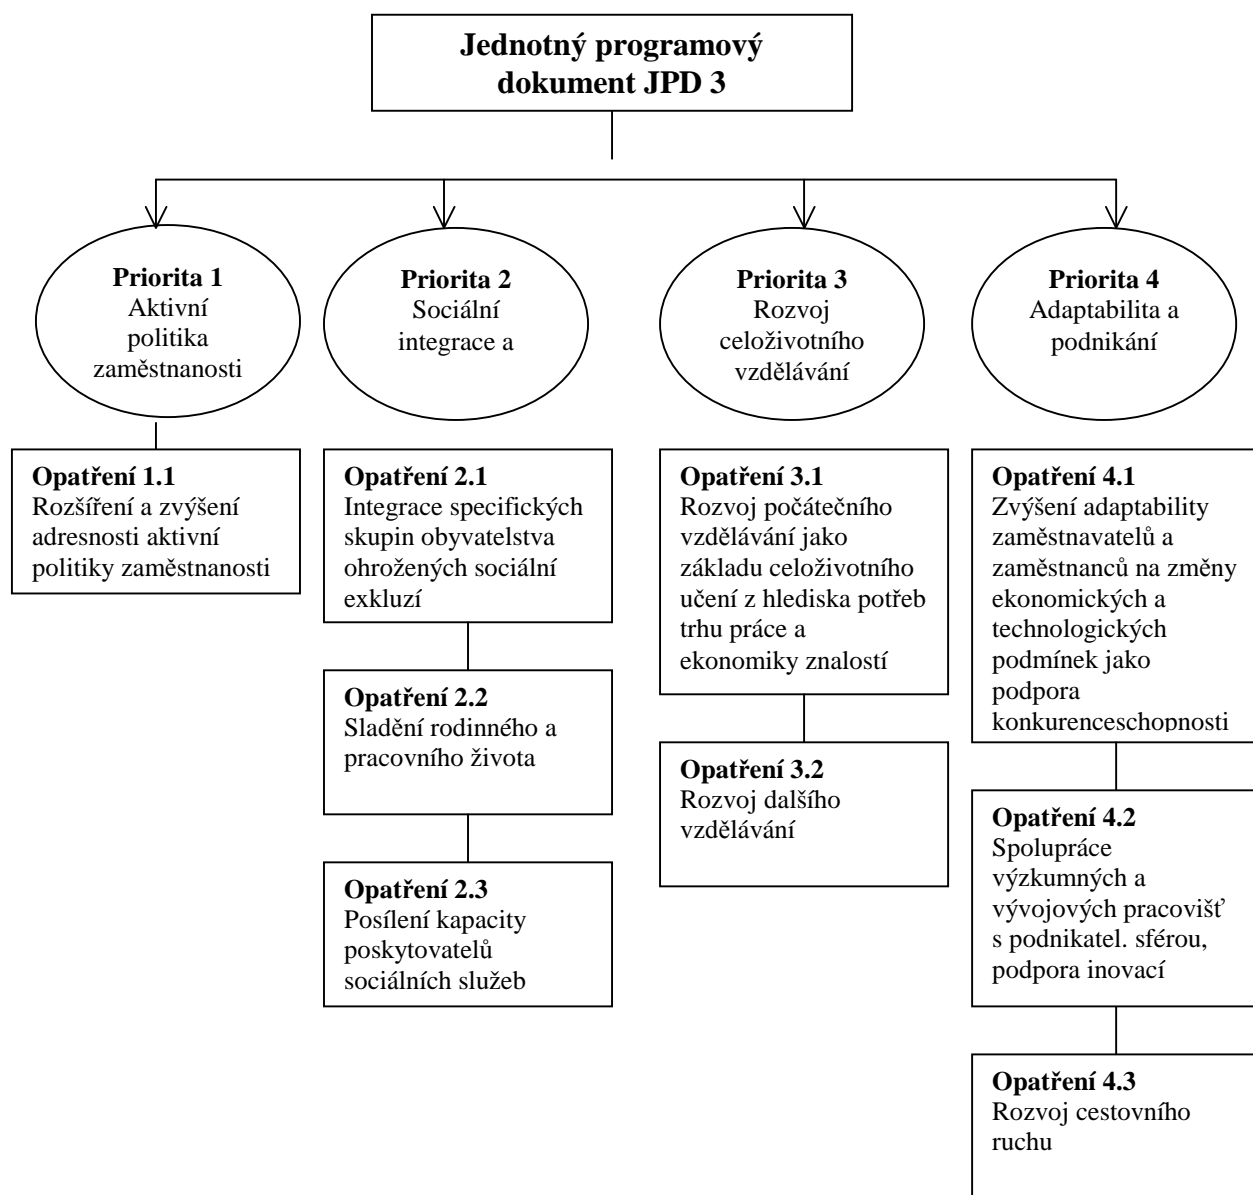 Jednotný programový
dokument JPD 3
Priorita 1
Aktivní
politika
zaměstnanosti
Priorita 2
Sociální
integrace a
Priorita 3
Rozvoj
celoživotního
vzdělávání
Priorita 4
Adaptabilita a
podnikání
Opatření 1.1
Rozšíření a zvýšení
adresnosti aktivní
politiky zaměstnanosti
Opatření 2.1
Integrace specifických
skupin obyvatelstva
ohrožených sociální
exkluzí
Opatření 2.2
Sladění rodinného a
pracovního života
Opatření 2.3
Posílení kapacity
poskytovatelů
sociálních služeb
Opatření 3.1
Rozvoj počátečního
vzdělávání jako
základu celoživotního
učení z hlediska potřeb
trhu práce a
ekonomiky znalostí
Opatření 3.2
Rozvoj dalšího
vzdělávání
Opatření 4.1
Zvýšení adaptability
zaměstnavatelů a
zaměstnanců na změny
ekonomických a
technologických
podmínek jako
podpora
konkurenceschopnosti
Opatření 4.2
Spolupráce
výzkumných a
vývojových pracovišť
s podnikatel. sférou,
podpora inovací
Opatření 4.3
Rozvoj cestovního
ruchu